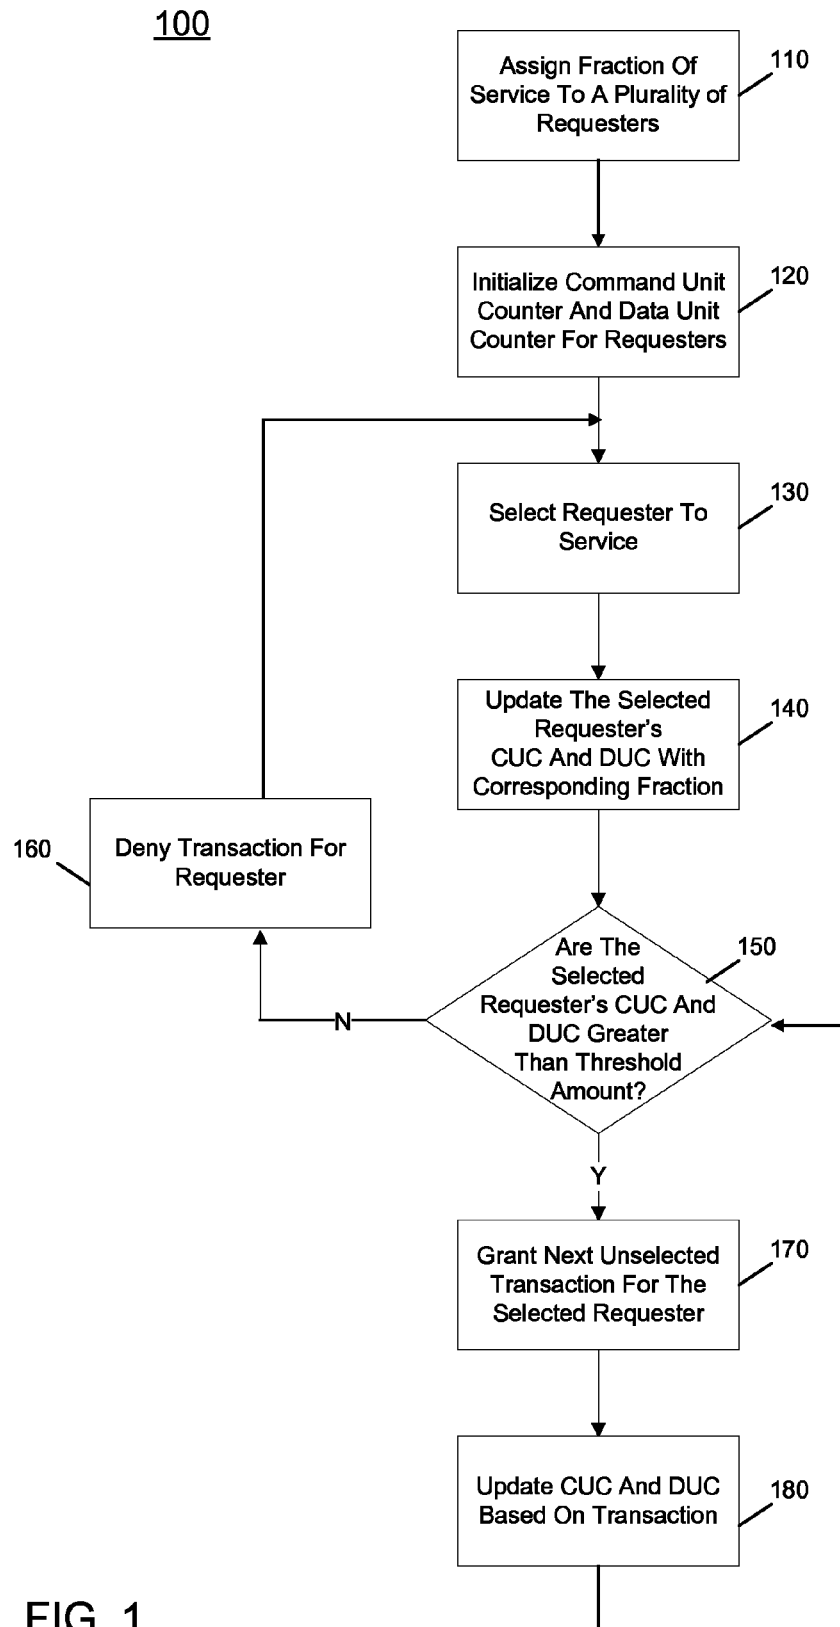 100
Assign Fraction Of
Service To A Plurality of
Requesters
110
Initialize Command Unit
Counter And Data Unit
Counter For Requesters
120
Select Requester To
Service
130
Update The Selected
Requester's
CUC And DUC With
Corresponding Fraction
140
Deny Transaction For
Requester
160
Are The
Selected
Requester's CUC And
DUC Greater
Than Threshold
Amount?
150
N
Y
Grant Next Unselected
Transaction For The
Selected Requester
170
Update CUC And DUC
Based On Transaction
180
FIG. 1